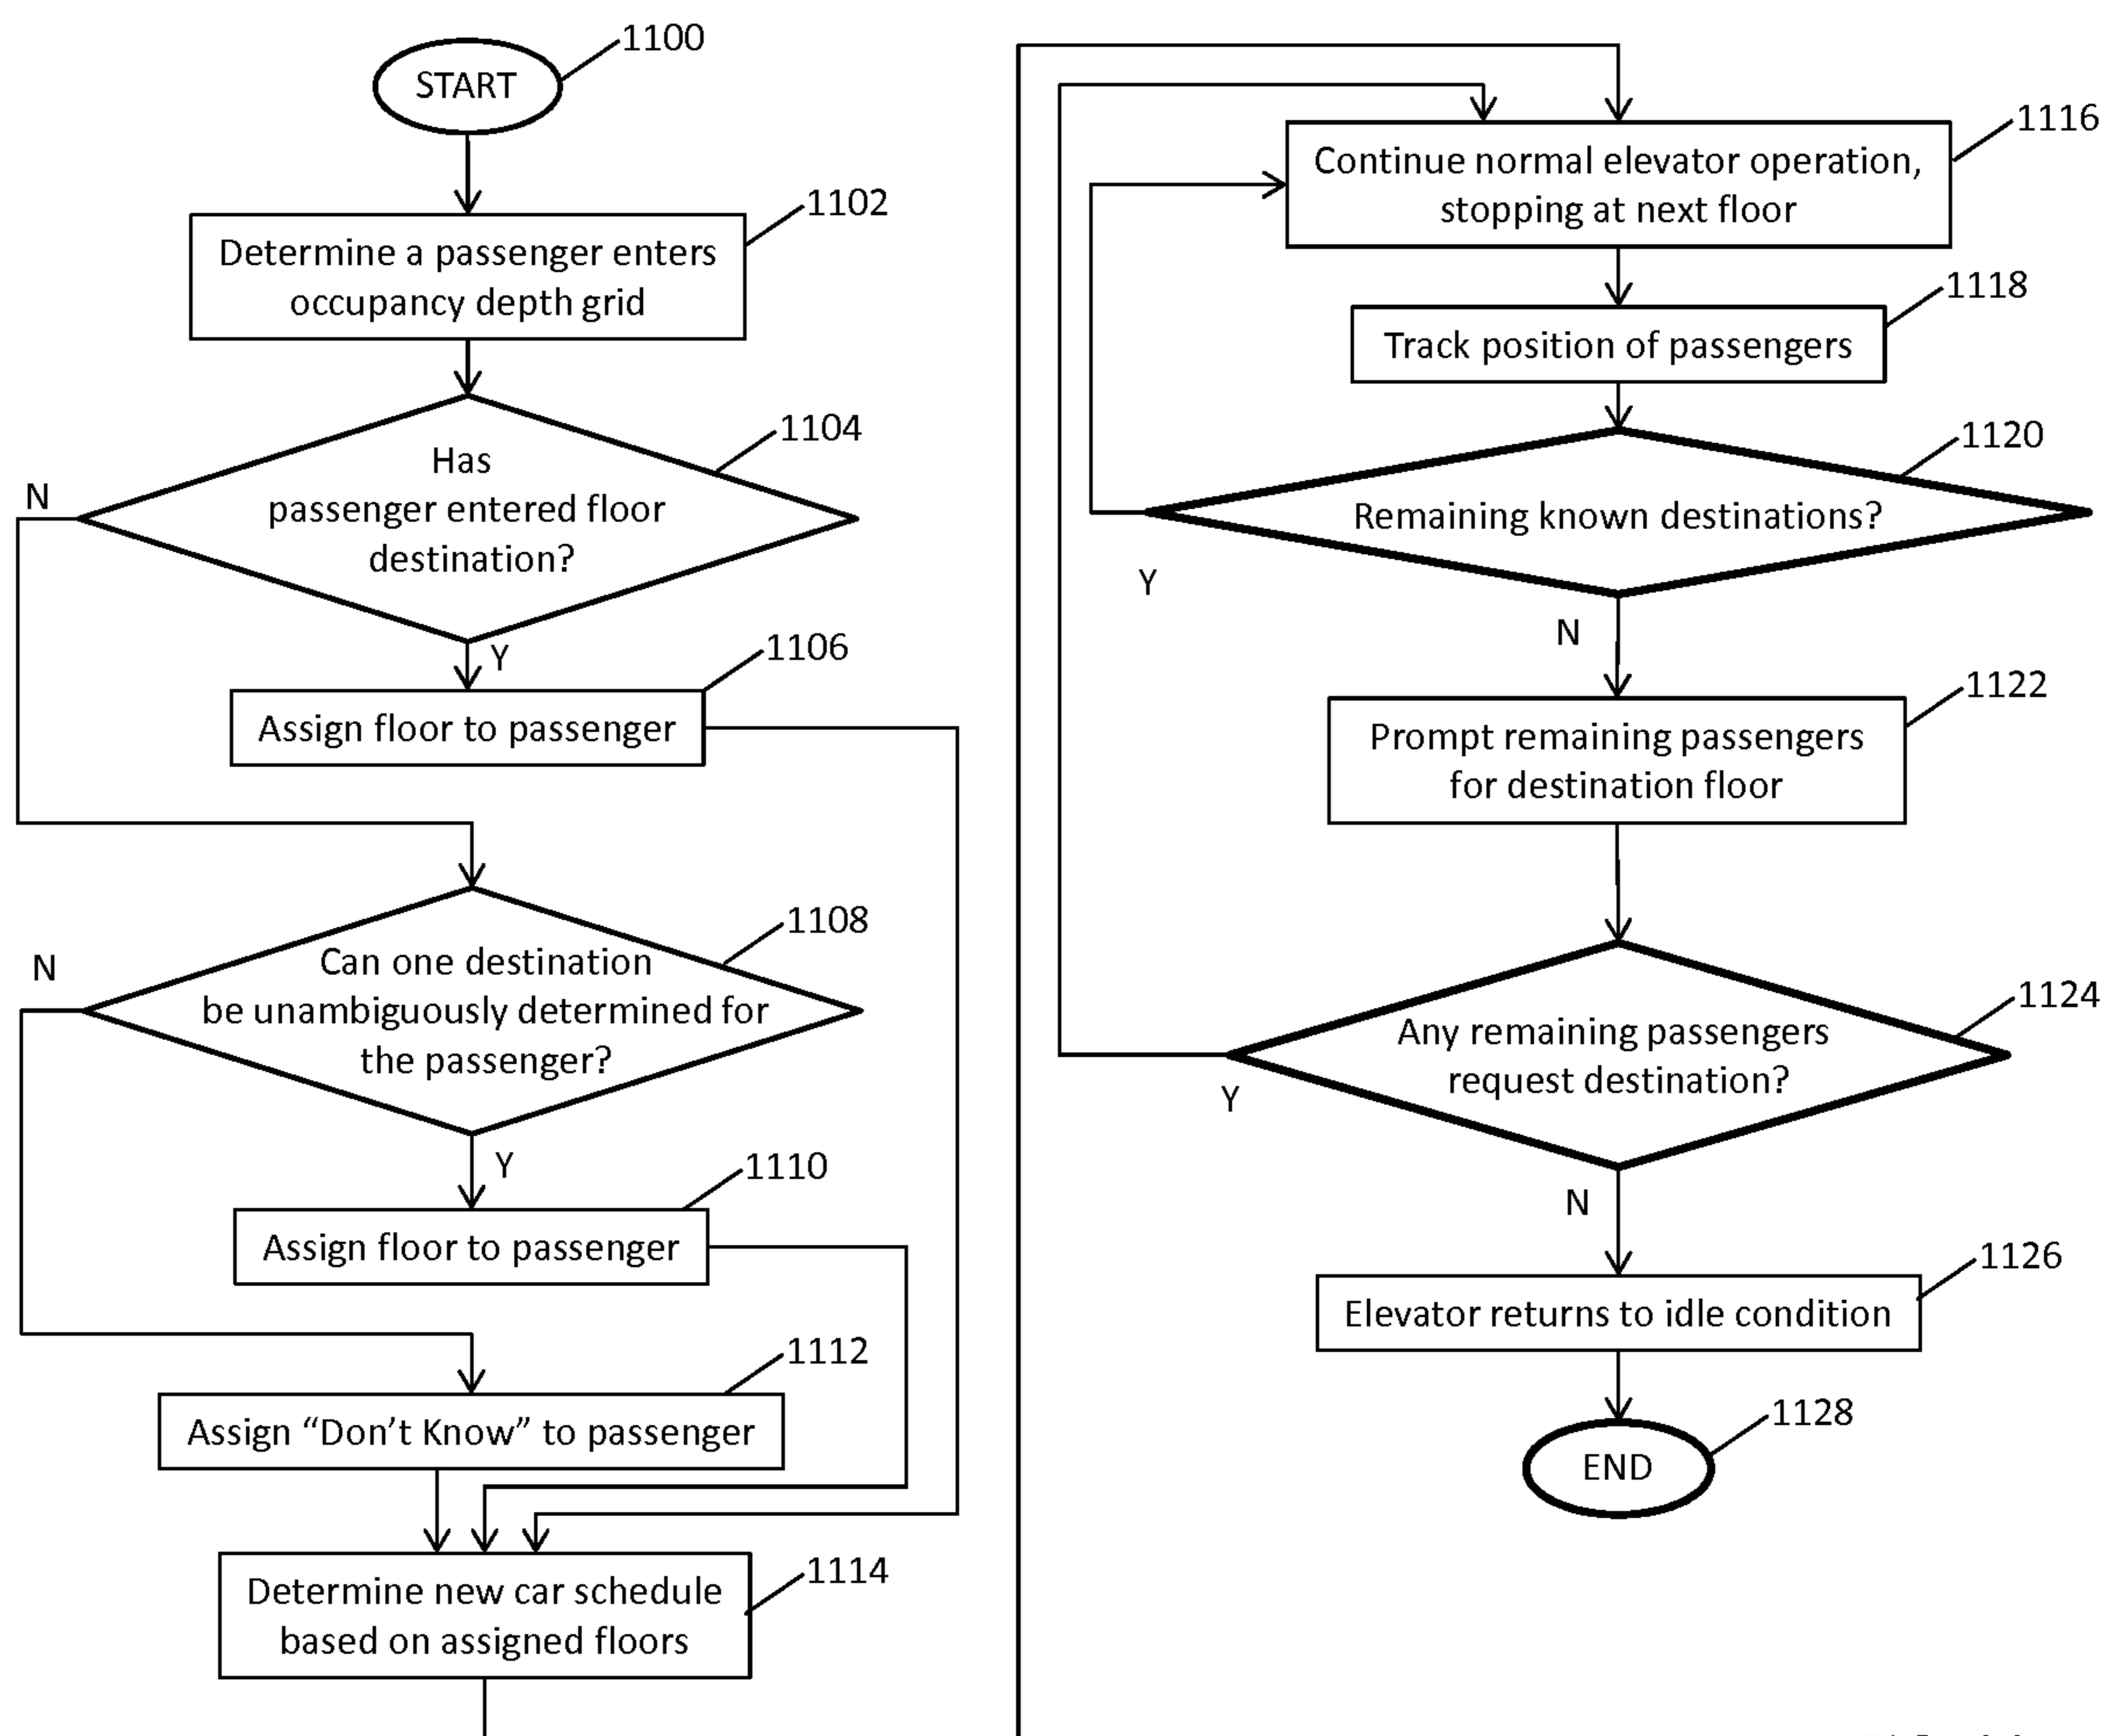 START
1100
Determine a passenger enters
occupancy depth grid
1102
Has
passenger entered floor
destination?
1104
N
Y
Assign floor to passenger
1106
Can one destination
be unambiguously determined for
the passenger?
1108
N
Y
Assign floor to passenger
1110
Assign “Don’t Know” to passenger
1112
Determine new car schedule
based on assigned floors
1114
Continue normal elevator operation,
stopping at next floor
1116
Track position of passengers
1118
Remaining known destinations?
1120
Y
N
Prompt remaining passengers
for destination floor
1122
Any remaining passengers
request destination?
1124
Y
N
Elevator returns to idle condition
1126
END
1128